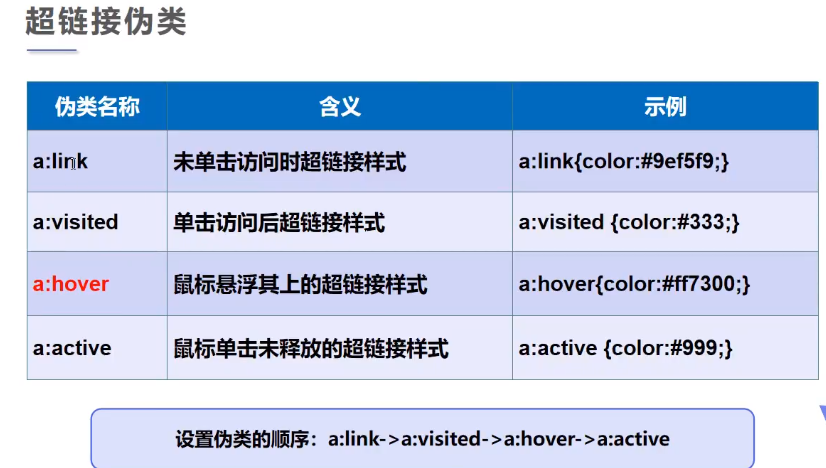 超链接伪类
伪类名称 含义 示例
a:link 未单击访问时超链接样式 a:link{color:#9ef5f9;}
a:visited 单击访问后超链接样式 a:visited {color:#333;}
a:hover 鼠标悬浮其上的超链接样式 a:hover{color:#ff7300;}
a:active 鼠标单击未释放的超链接样式 a:active {color:#999;}
设置伪类的顺序：a:link->a:visited->a:hover->a:active